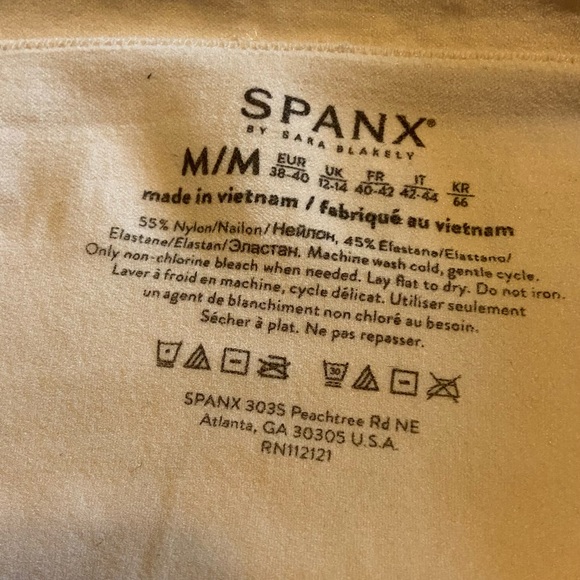 SPANX®
BY SARA BLAKELY
M/M EUR 38-40 UK 12-14 FR 40-42 IT 42-44 KR 66
made in vietnam / fabriqué au vietnam
55% Nylon/Nailon/Нейлон, 45% Elastane/Elastano/
Elastane/Elastan/Эластан. Machine wash cold, gentle cycle.
Only non-chlorine bleach when needed. Lay flat to dry. Do not iron.
Laver à froid en machine, cycle délicat. Utiliser seulement
un agent de blanchiment non chloré au besoin.
Sécher à plat. Ne pas repasser.
30
SPANX 3035 Peachtree Rd NE
Atlanta, GA 30305 U.S.A.
RN112121